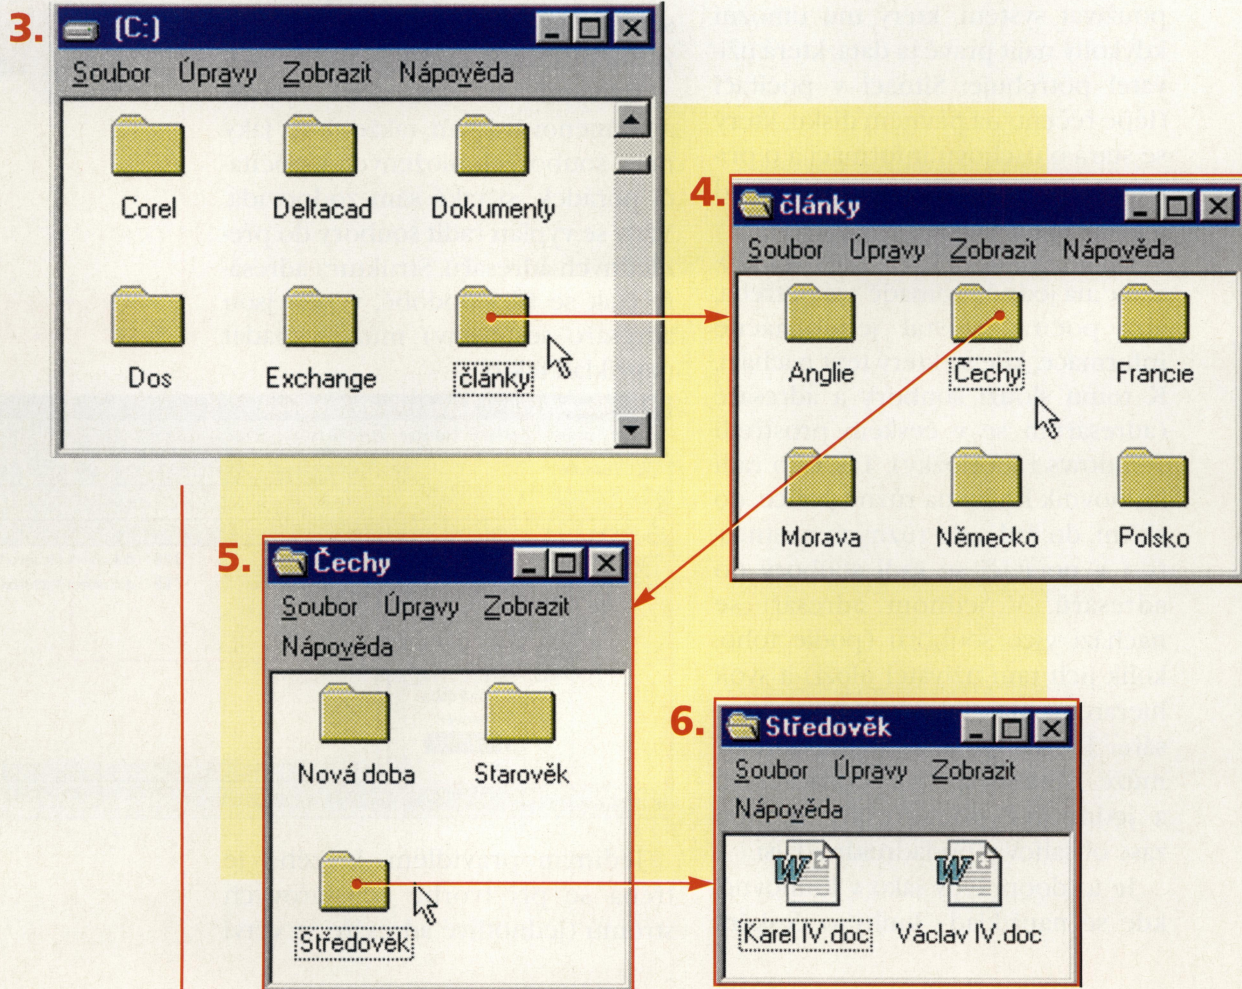 3. (C:)
Soubor Úpravy Zobrazit Nápověda
Corel Deltacad Dokumenty
Dos Exchange články
4. články
Soubor Úpravy Zobrazit Nápověda
Anglie Čechy Francie
Morava Německo Polsko
5. Čechy
Soubor Úpravy Zobrazit
Nápověda
Nová doba Starověk
Středověk
6. Středověk
Soubor Úpravy Zobrazit
Nápověda
Karel IV.doc Václav IV.doc